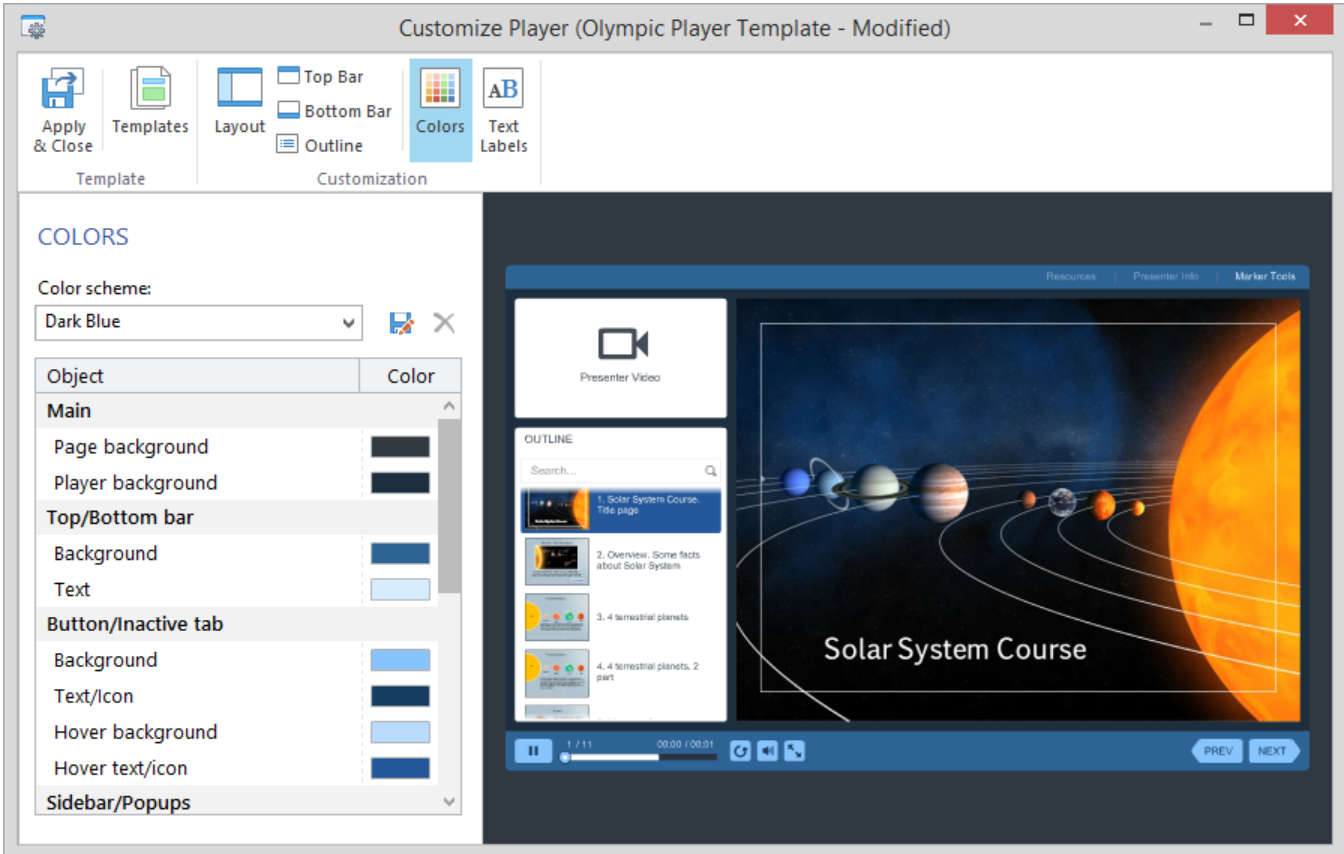 Customize Player (Olympic Player Template - Modified)
Top Bar
Bottom Bar
Outline
Apply
& Close
Templates
Layout
Colors
AB
Text
Labels
Template
Customization
COLORS
Color scheme:
Dark Blue
Object Color
Main
Page background
Player background
Top/Bottom bar
Background
Text
Button/Inactive tab
Background
Text/Icon
Hover background
Hover text/icon
Sidebar/Popups
Resources Presenter Info Marker Tools
Presenter Video
OUTLINE
Search...
1. Solar System Course.
Title page
2. Overview. Some facts
about Solar System
3. 4 terrestrial planets
4. 4 terrestrial planets. 2
part
Solar System Course
1 / 11 00:00 / 00:01
PREV NEXT